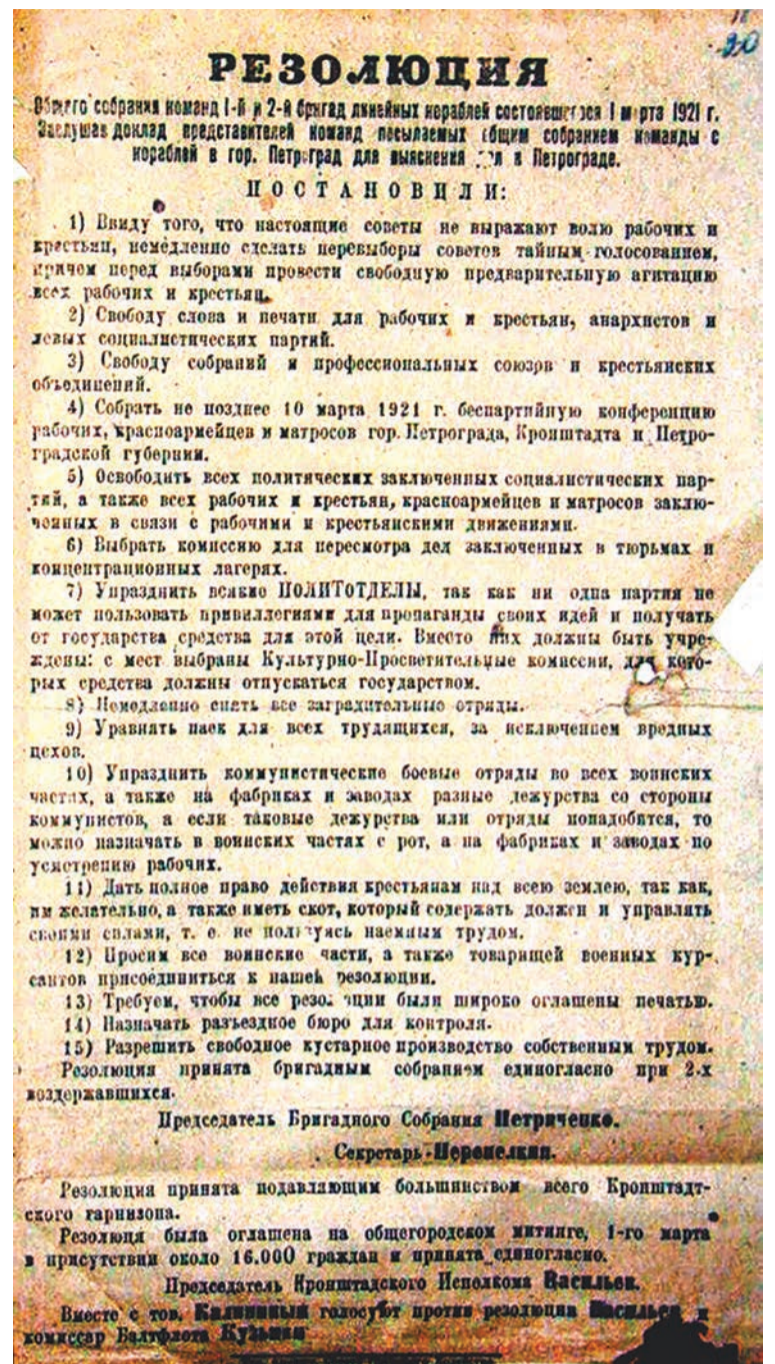 20
РЕЗОЛЮЦИЯ
Общего собрания команд 1-й и 2-й бригад линейных кораблей состоявшегося 1 марта 1921 г.
Заслушав доклад представителей команд посылаемых общим собранием команды с
кораблей в гор. Петроград для выяснения дел в Петрограде.
ПОСТАНОВИЛИ:
1) Ввиду того, что настоящие советы не выражают волю рабочих и
крестьян, немедленно сделать перевыборы советов тайным голосованием,
причем перед выборами провести свободную предварительную агитацию
всех рабочих и крестьян.
2) Свободу слова и печати для рабочих и крестьян, анархистов и
левых социалистических партий.
3) Свободу собраний и профессиональных союзов и крестьянских
объединений.
4) Собрать не позднее 10 марта 1921 г. беспартийную конференцию
рабочих, красноармейцев и матросов гор. Петрограда, Кронштадта и Петро-
градской губернии.
5) Освободить всех политических заключенных социалистических пар-
тий, а также всех рабочих и крестьян, красноармейцев и матросов заклю-
ченных в связи с рабочими и крестьянскими движениями.
6) Выбрать комиссию для пересмотра дел заключенных в тюрьмах и
концентрационных лагерях.
7) Упразднить всякие ПОЛИТОТДЕЛЫ, так как ни одна партия не
может пользовать привиллегиями для пропаганды своих идей и получать
от государства средства для этой цели. Вместо них должны быть учре-
ждены: с мест выбраны Культурно-Просветительные комиссии, для кото-
рых средства должны отпускаться государством.
8) Немедленно снять все заградительные отряды.
9) Уравнять паек для всех трудящихся, за исключением вредных
цехов.
10) Упразднить коммунистические боевые отряды во всех воинских
частях, а также на фабриках и заводах разные дежурства со стороны
коммунистов, а если таковые дежурства или отряды понадобятся, то
можно назначать в воинских частях с рот, а на фабриках и заводах по
усмотрению рабочих.
11) Дать полное право действия крестьянам над всею землею, так как,
им желательно, а также иметь скот, который содержать должен и управлять
своими силами, т. е. не пользуясь наемным трудом.
12) Просим все воинские части, а также товарищей военных кур-
сантов присоединиться к нашей резолюции.
13) Требуем, чтобы все резолюции были широко оглашены печатью.
14) Назначать разъездное бюро для контроля.
15) Разрешить свободное кустарное производство собственным трудом.
Резолюция принята бригадным собранием единогласно при 2-х
воздержавшихся.
Председатель Бригадного Собрания Петриченко.
Секретарь-Перепелкин.
Резолюция принята подавляющим большинством всего Кронштадт-
ского гарнизона.
Резолюця была оглашена на общегородском митинге, 1-го марта
в присутствии около 16.000 граждан и принята единогласно.
Председатель Кронштадского Исполкома Васильев.
Вместе с тов. Калининым голосуют против резолюции Васильев и
комиссар Балтфлота Кузьмин